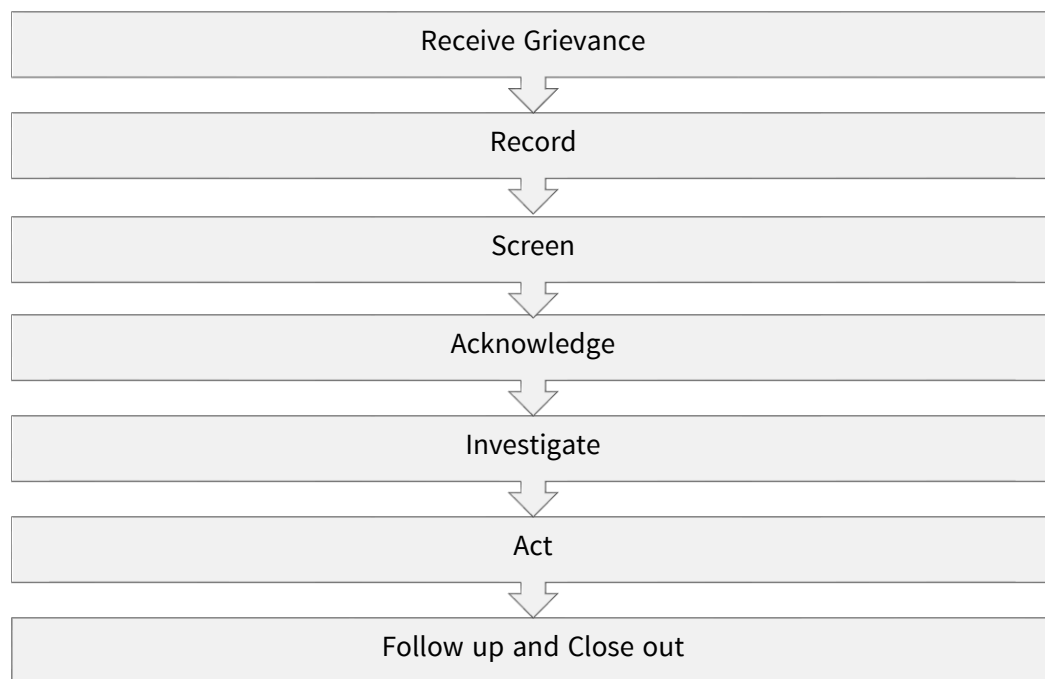 Receive Grievance
Record
Screen
Acknowledge
Investigate
Act
Follow up and Close out